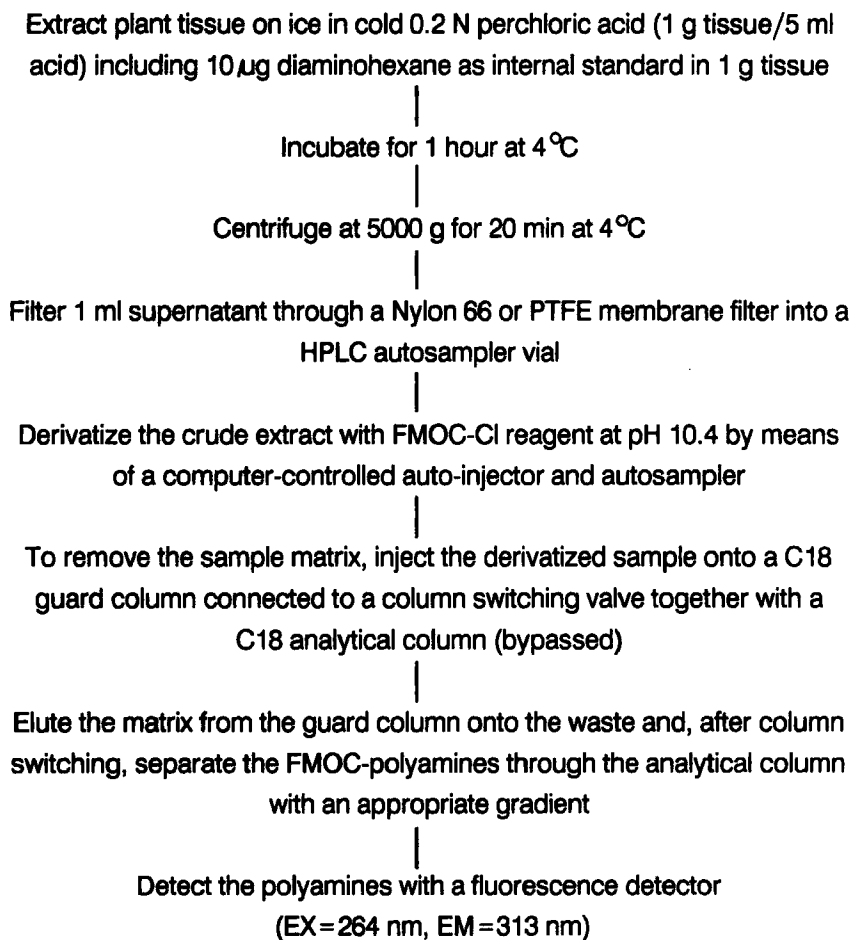 Extract plant tissue on ice in cold 0.2 N perchloric acid (1 g tissue/5 ml
acid) including 10 µg diaminohexane as internal standard in 1 g tissue
Incubate for 1 hour at 4°C
Centrifuge at 5000 g for 20 min at 4°C
Filter 1 ml supernatant through a Nylon 66 or PTFE membrane filter into a
HPLC autosampler vial
Derivatize the crude extract with FMOC-Cl reagent at pH 10.4 by means
of a computer-controlled auto-injector and autosampler
To remove the sample matrix, inject the derivatized sample onto a C18
guard column connected to a column switching valve together with a
C18 analytical column (bypassed)
Elute the matrix from the guard column onto the waste and, after column
switching, separate the FMOC-polyamines through the analytical column
with an appropriate gradient
Detect the polyamines with a fluorescence detector
(EX=264 nm, EM=313 nm)